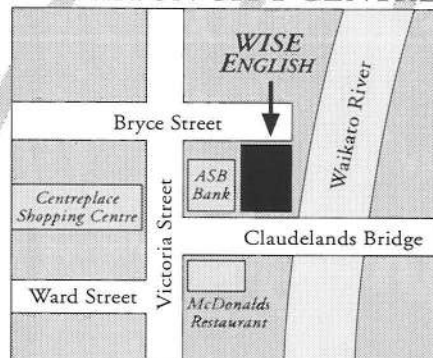 WISE
ENGLISH
Bryce Street
Waikato River
ASB
Bank
Centreplace
Shopping Centre
Victoria Street
Claudelands Bridge
Ward Street
McDonalds
Restaurant